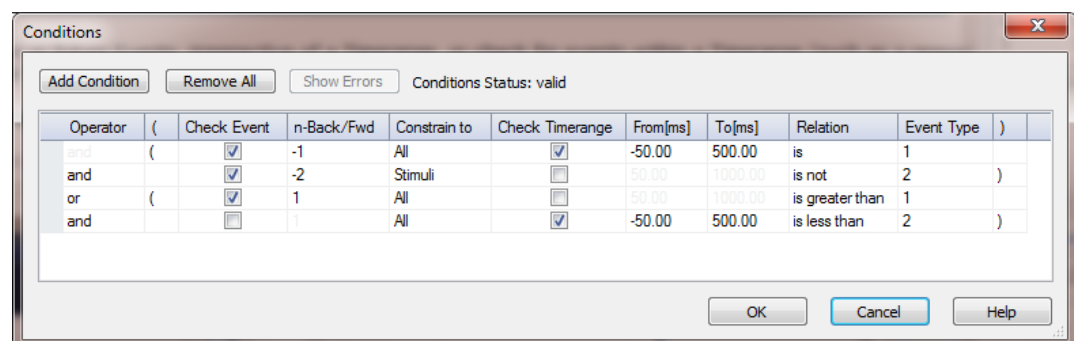 Conditions
Add Condition Remove All Show Errors Conditions Status: valid
Operator ( Check Event n-Back/Fwd Constrain to Check Timerange From[ms] To[ms] Relation Event Type )
and ( -1 All -50.00 500.00 is 1
and -2 Stimuli 50.00 1000.00 is not 2 )
or ( 1 All 50.00 1000.00 is greater than 1
and 1 All -50.00 500.00 is less than 2 )
OK Cancel Help